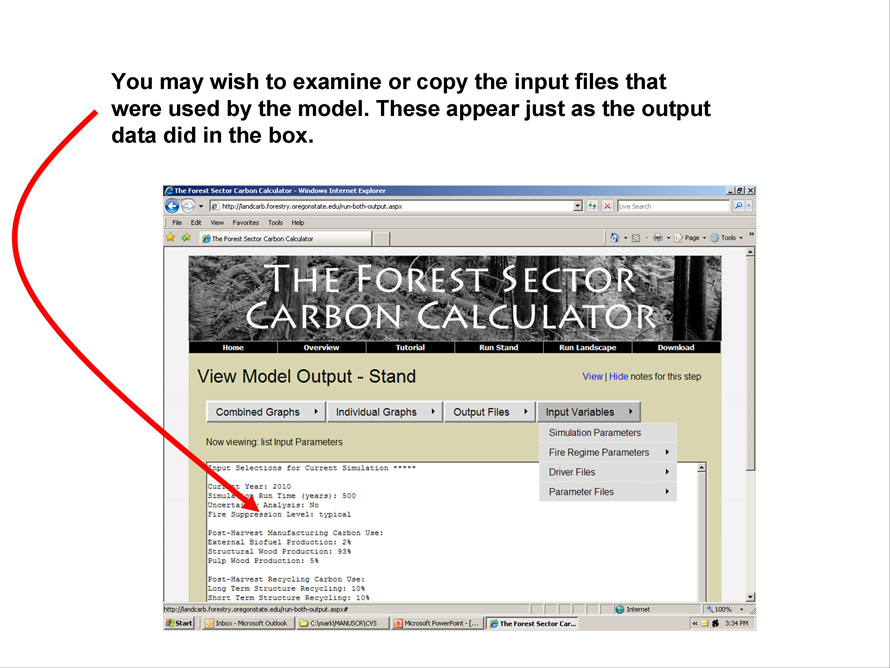 You may wish to examine or copy the input files that
were used by the model. These appear just as the output
data did in the box.
The Forest Sector Carbon Calculator - Windows Internet Explorer
http://landcarb.forestry.oregonstate.edu/run-both-output.aspx
Live Search
File Edit View Favorites Tools Help
The Forest Sector Carbon Calculator
Page Tools
THE FOREST SECTOR
CARBON CALCULATOR
Home Overview Tutorial Run Stand Run Landscape Download
View Model Output - Stand
View | Hide notes for this step
Combined Graphs Individual Graphs Output Files Input Variables
Simulation Parameters
Fire Regime Parameters
Driver Files
Parameter Files
Now viewing: list Input Parameters
Input Selections for Current Simulation *****
Current Year: 2010
Run Time (years): 500
Analysis: No
Fire Suppression Level: typical
Post-Harvest Manufacturing Carbon Use:
External Biofuel Production: 2%
Structural Wood Production: 93%
Pulp Wood Production: 5%
Post-Harvest Recycling Carbon Use:
Long Term Structure Recycling: 10%
Short Term Structure Recycling: 10%
http://landcarb.forestry.oregonstate.edu/run-both-output.aspx# Internet 100%
Start Inbox - Microsoft Outlook C:\mark\MANUSCR\CVS Microsoft PowerPoint - [... The Forest Sector Car... 3:34 PM